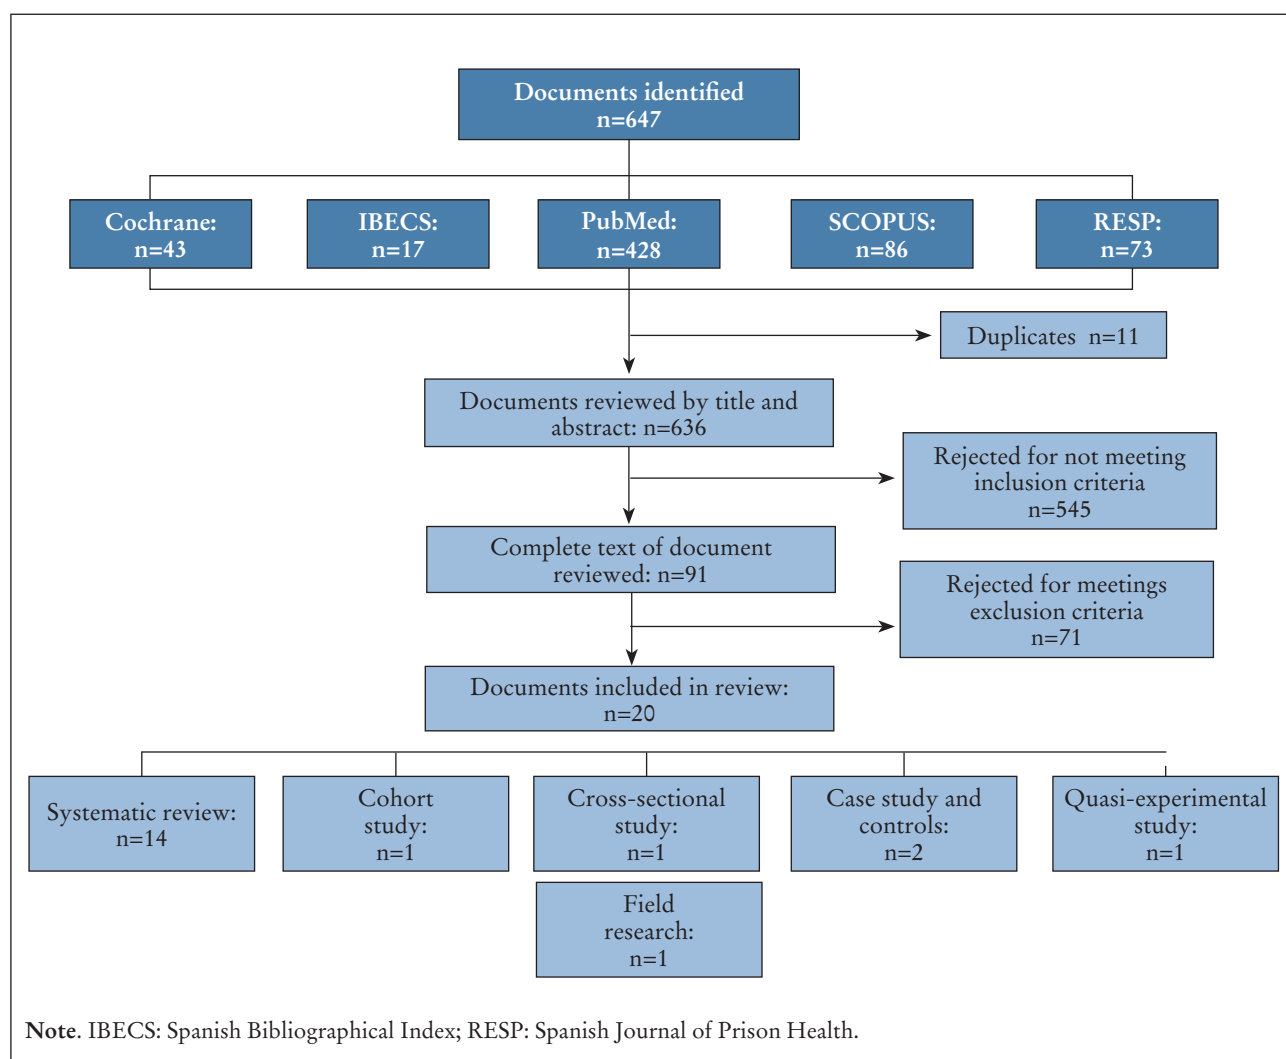 Documents identified
n=647
Cochrane:
n=43
IBECS:
n=17
PubMed:
n=428
SCOPUS:
n=86
RESP:
n=73
Duplicates n=11
Documents reviewed by title and
abstract: n=636
Rejected for not meeting
inclusion criteria
n=545
Complete text of document
reviewed: n=91
Rejected for meetings
exclusion criteria
n=71
Documents included in review:
n=20
Systematic review:
n=14
Cohort
study:
n=1
Cross-sectional
study:
n=1
Case study and
controls:
n=2
Quasi-experimental
study:
n=1
Field
research:
n=1
Note. IBECS: Spanish Bibliographical Index; RESP: Spanish Journal of Prison Health.